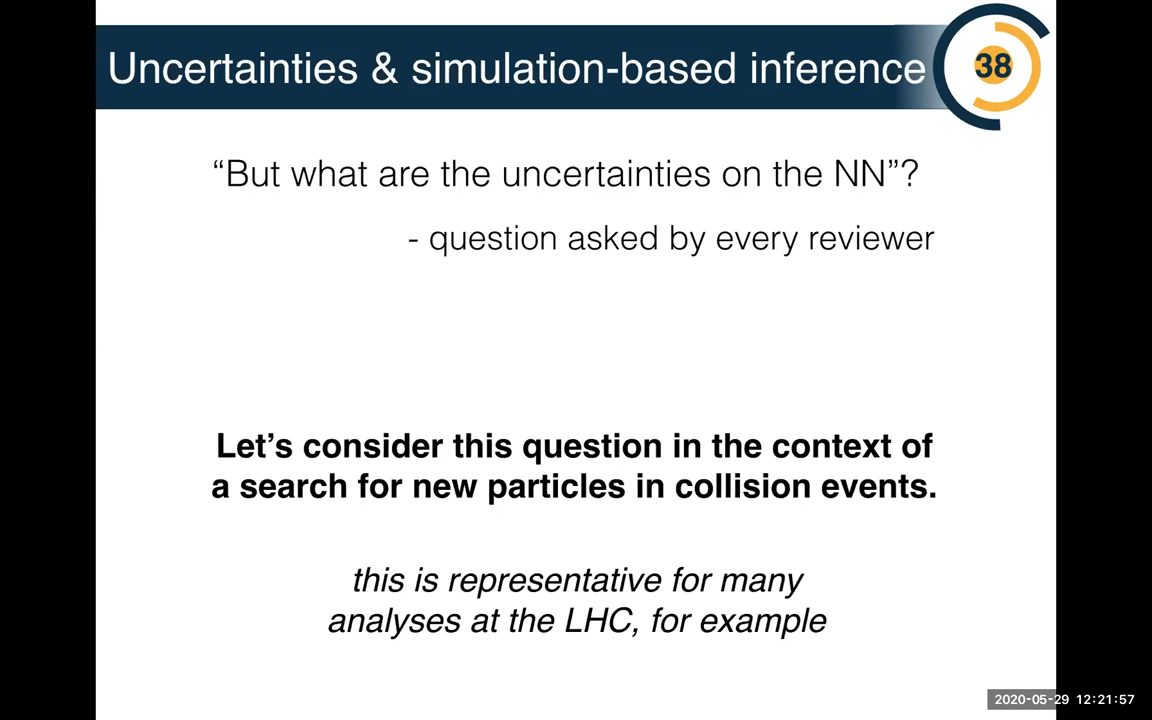 Uncertainties & simulation-based inference
38
“But what are the uncertainties on the NN”?
- question asked by every reviewer
Let’s consider this question in the context of
a search for new particles in collision events.
this is representative for many
analyses at the LHC, for example
2020-05-29 12:21:57